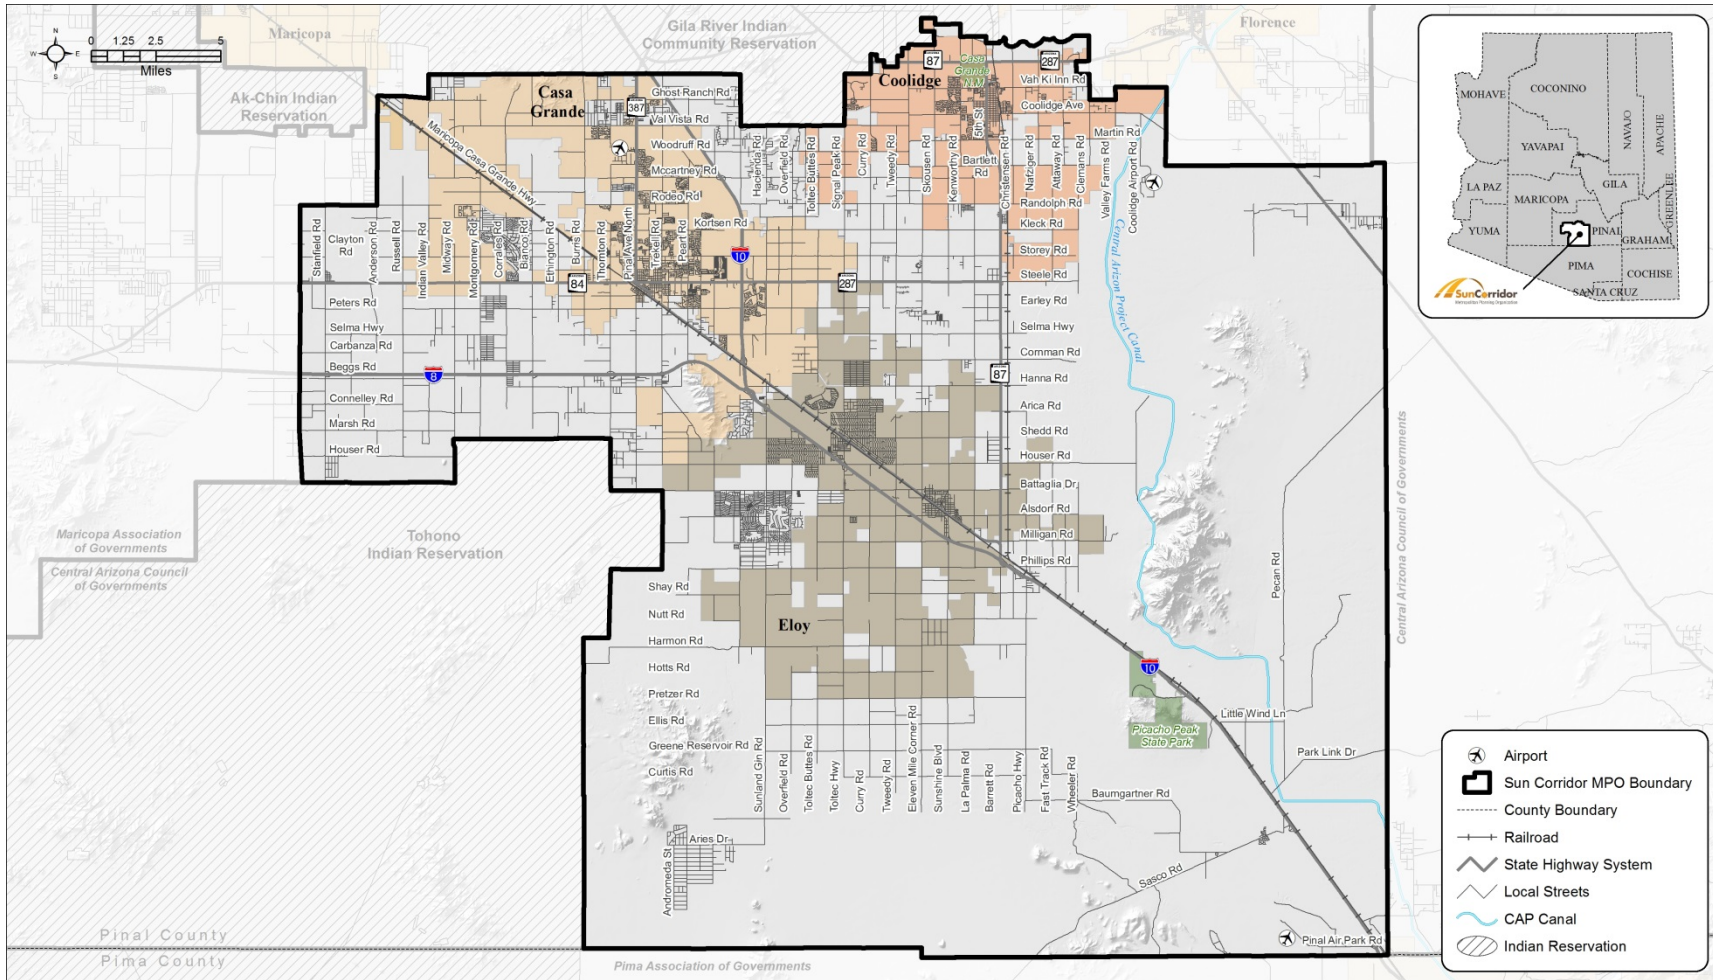 N
W
E
S
0 1.25 2.5 5
Miles
Maricopa
Gila River Indian
Community Reservation
Florence
Ak-Chin Indian
Reservation
Casa
Grande
Coolidge
Casa
Grande
N.M.
87
287
387
Ghost Ranch Rd
Val Vista Rd
Woodruff Rd
Mccartney Rd
Rodeo Rd
Kortsen Rd
Maricopa Casa Grande Hwy
Vah Ki Inn Rd
Coolidge Ave
5th St
Martin Rd
Bartlett
Rd
Randolph Rd
Kleck Rd
Storey Rd
Steele Rd
Hacienda Rd
Overfield Rd
Toltec Buttes Rd
Signal Peak Rd
Curry Rd
Tweedy Rd
Skousen Rd
Kenworthy Rd
Christensen Rd
Nafziger Rd
Attaway Rd
Clemans Rd
Valley Farms Rd
Coolidge Airport Rd
Central Arizon Project Canal
Stanfield Rd
Clayton
Rd
Anderson Rd
Russell Rd
Indian Valley Rd
Midway Rd
Montgomery Rd
Corrales Rd
Bianco Rd
Ethington Rd
Burris Rd
Thornton Rd
Pinal Ave North
Trekell Rd
Peart Rd
10
84
287
Peters Rd
Selma Hwy
Carbanza Rd
Beggs Rd
Connelley Rd
Marsh Rd
Houser Rd
8
87
Earley Rd
Selma Hwy
Cornman Rd
Hanna Rd
Arica Rd
Shedd Rd
Houser Rd
Battaglia Dr
Alsdorf Rd
Milligan Rd
Phillips Rd
Maricopa Association
of Governments
Central Arizona Council
of Governments
Tohono
Indian Reservation
Shay Rd
Nutt Rd
Harmon Rd
Hotts Rd
Pretzer Rd
Ellis Rd
Greene Reservoir Rd
Curtis Rd
Eloy
10
Pecan Rd
Central Arizona Council of Governments
Picacho Peak
State Park
Little Wind Ln
Park Link Dr
Baumgartner Rd
Sasco Rd
Sunland Gin Rd
Overfield Rd
Toltec Buttes Rd
Toltec Hwy
Curry Rd
Tweedy Rd
Eleven Mile Corner Rd
Sunshine Blvd
La Palma Rd
Barrett Rd
Picacho Hwy
Fast Track Rd
Wheeler Rd
Aries Dr
Andromeda St
Pinal Air Park Rd
Pinal County
Pima County
Pima Association of Governments
MOHAVE
COCONINO
NAVAJO
APACHE
YAVAPAI
LA PAZ
GILA
MARICOPA
GREENLEE
YUMA
PINAL
GRAHAM
PIMA
COCHISE
SANTA CRUZ
SunCorridor
Metropolitan Planning Organization
Airport
Sun Corridor MPO Boundary
County Boundary
Railroad
State Highway System
Local Streets
CAP Canal
Indian Reservation